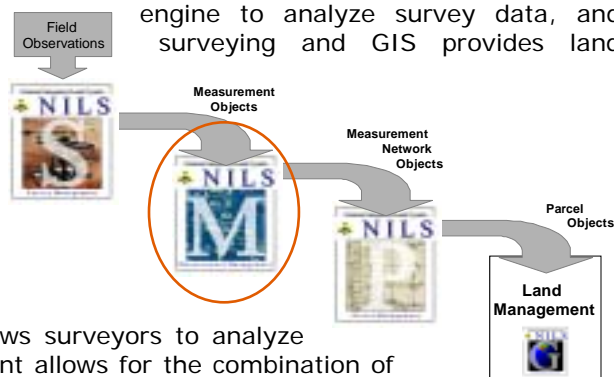 engine to analyze survey data, and
surveying and GIS provides land
Field
Observations
Measurement
Objects
NILS
S
Measurement
Network
Objects
NILS
M
Parcel
Objects
NILS
P
Land
Management
NILS
G
ws surveyors to analyze
nt allows for the combination of